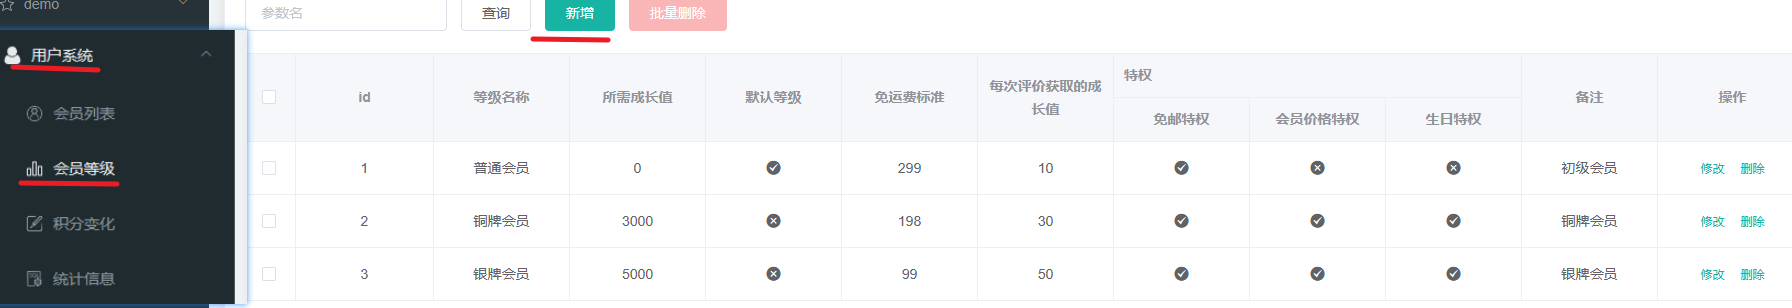 demo
用户系统
会员列表
会员等级
积分变化
统计信息
参数名 查询 新增 批量删除
id 等级名称 所需成长值 默认等级 免运费标准 每次评价获取的成长值 特权 备注 操作
免邮特权 会员价格特权 生日特权
1 普通会员 0 299 10 初级会员 修改 删除
2 铜牌会员 3000 198 30 铜牌会员 修改 删除
3 银牌会员 5000 99 50 银牌会员 修改 删除